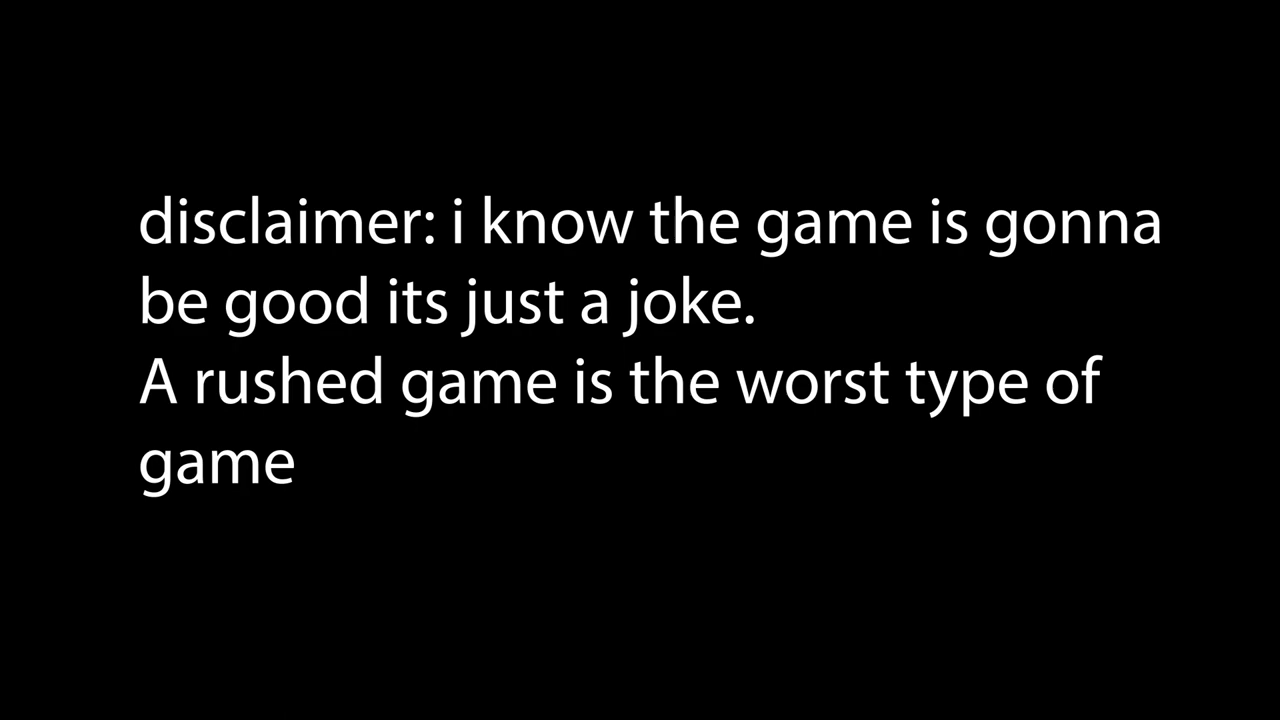 disclaimer: i know the game is gonna
be good its just a joke.
A rushed game is the worst type of
game